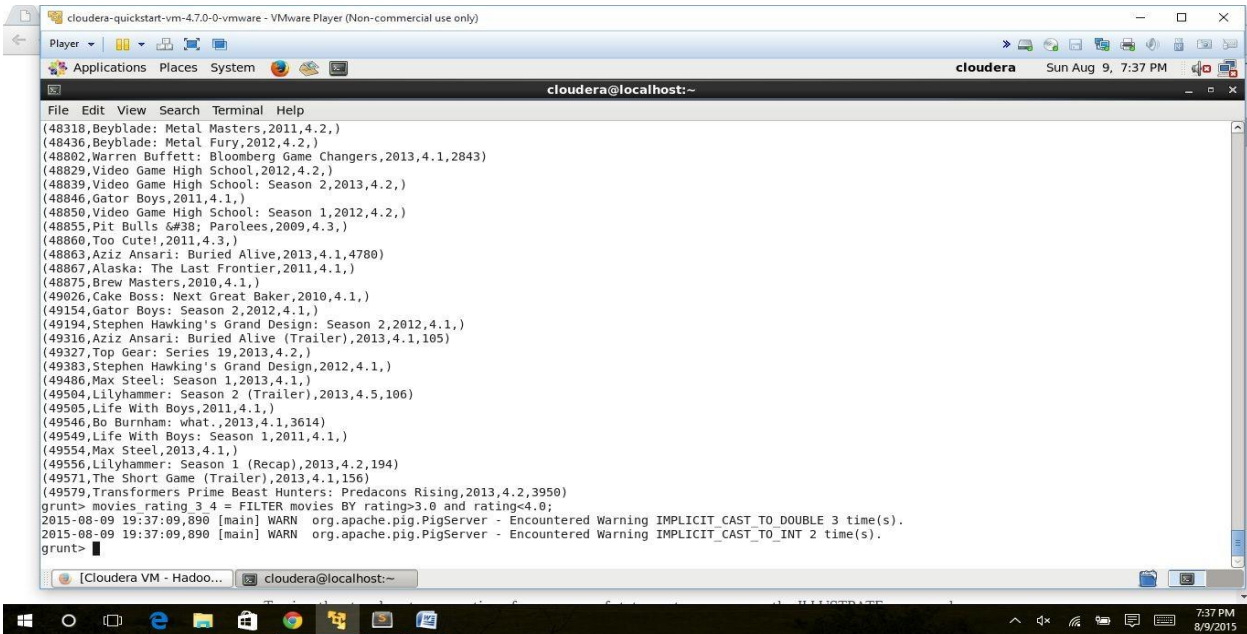 cloudera-quickstart-vm-4.7.0-0-vmware - VMware Player (Non-commercial use only)
Player
Applications Places System cloudera Sun Aug 9, 7:37 PM
cloudera@localhost:~
File Edit View Search Terminal Help
(48318,Beyblade: Metal Masters,2011,4.2,)
(48436,Beyblade: Metal Fury,2012,4.2,)
(48802,Warren Buffett: Bloomberg Game Changers,2013,4.1,2843)
(48829,Video Game High School,2012,4.2,)
(48839,Video Game High School: Season 2,2013,4.2,)
(48846,Gator Boys,2011,4.1,)
(48850,Video Game High School: Season 1,2012,4.2,)
(48855,Pit Bulls &#38; Parolees,2009,4.3,)
(48860,Too Cute!,2011,4.3,)
(48863,Aziz Ansari: Buried Alive,2013,4.1,4780)
(48867,Alaska: The Last Frontier,2011,4.1,)
(48875,Brew Masters,2010,4.1,)
(49026,Cake Boss: Next Great Baker,2010,4.1,)
(49154,Gator Boys: Season 2,2012,4.1,)
(49194,Stephen Hawking's Grand Design: Season 2,2012,4.1,)
(49316,Aziz Ansari: Buried Alive (Trailer),2013,4.1,105)
(49327,Top Gear: Series 19,2013,4.2,)
(49383,Stephen Hawking's Grand Design,2012,4.1,)
(49486,Max Steel: Season 1,2013,4.1,)
(49504,Lilyhammer: Season 2 (Trailer),2013,4.5,106)
(49505,Life With Boys,2011,4.1,)
(49546,Bo Burnham: what.,2013,4.1,3614)
(49549,Life With Boys: Season 1,2011,4.1,)
(49554,Max Steel,2013,4.1,)
(49556,Lilyhammer: Season 1 (Recap),2013,4.2,194)
(49571,The Short Game (Trailer),2013,4.1,156)
(49579,Transformers Prime Beast Hunters: Predacons Rising,2013,4.2,3950)
grunt> movies_rating_3_4 = FILTER movies BY rating>3.0 and rating<4.0;
2015-08-09 19:37:09,890 [main] WARN  org.apache.pig.PigServer - Encountered Warning IMPLICIT_CAST_TO_DOUBLE 3 time(s).
2015-08-09 19:37:09,890 [main] WARN  org.apache.pig.PigServer - Encountered Warning IMPLICIT_CAST_TO_INT 2 time(s).
grunt>
[Cloudera VM - Hadoo... cloudera@localhost:~
7:37 PM
8/9/2015